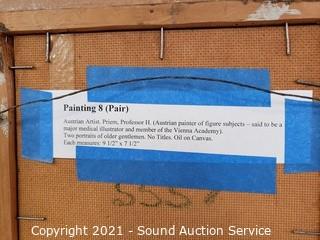 Painting 8 (Pair)
Austrian Artist. Priem, Professor H. (Austrian painter of figure subjects – said to be a
major medical illustrator and member of the Vienna Academy).
Two portraits of older gentlemen. No Titles. Oil on Canvas.
Each measures: 9 1/2" x 7 1/2"
Copyright 2021 - Sound Auction Service